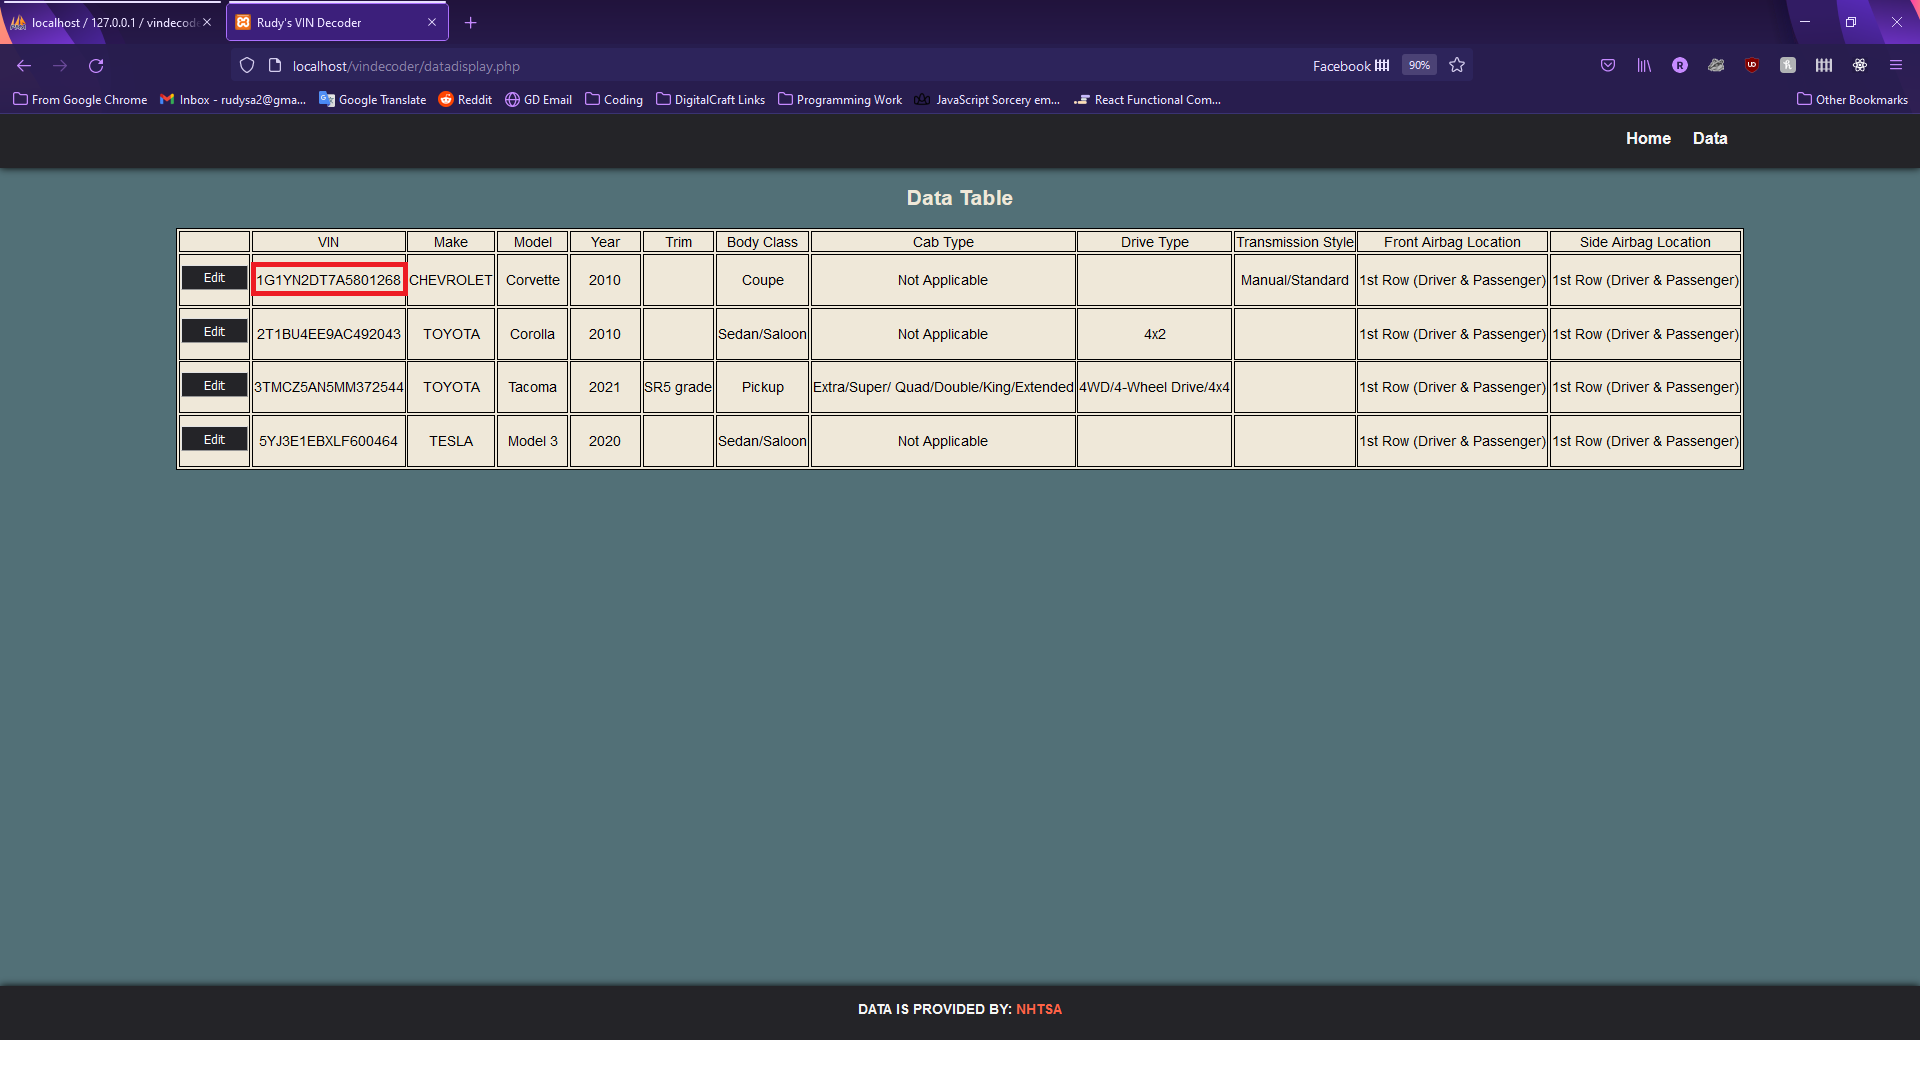 localhost / 127.0.0.1 / vindecode
Rudy's VIN Decoder
localhost/vindecoder/datadisplay.php
Facebook
90%
From Google Chrome
Inbox - rudysa2@gma...
Google Translate
Reddit
GD Email
Coding
DigitalCraft Links
Programming Work
JavaScript Sorcery em...
React Functional Com...
Other Bookmarks
Home Data
Data Table
VIN Make Model Year Trim Body Class Cab Type Drive Type Transmission Style Front Airbag Location Side Airbag Location
Edit 1G1YN2DT7A5801268 CHEVROLET Corvette 2010 Coupe Not Applicable Manual/Standard 1st Row (Driver & Passenger) 1st Row (Driver & Passenger)
Edit 2T1BU4EE9AC492043 TOYOTA Corolla 2010 Sedan/Saloon Not Applicable 4x2 1st Row (Driver & Passenger) 1st Row (Driver & Passenger)
Edit 3TMCZ5AN5MM372544 TOYOTA Tacoma 2021 SR5 grade Pickup Extra/Super/ Quad/Double/King/Extended 4WD/4-Wheel Drive/4x4 1st Row (Driver & Passenger) 1st Row (Driver & Passenger)
Edit 5YJ3E1EBXLF600464 TESLA Model 3 2020 Sedan/Saloon Not Applicable 1st Row (Driver & Passenger) 1st Row (Driver & Passenger)
DATA IS PROVIDED BY: NHTSA